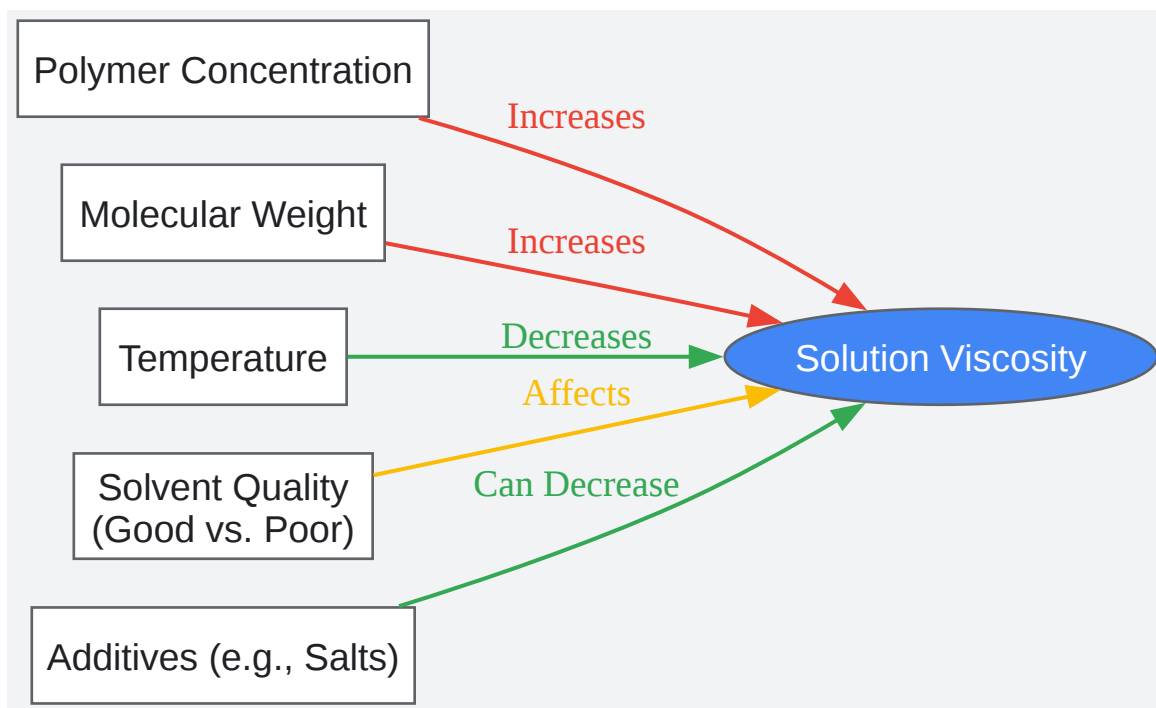 Polymer Concentration
Increases
Molecular Weight
Increases
Temperature
Decreases
Solution Viscosity
Affects
Solvent Quality
(Good vs. Poor)
Can Decrease
Additives (e.g., Salts)